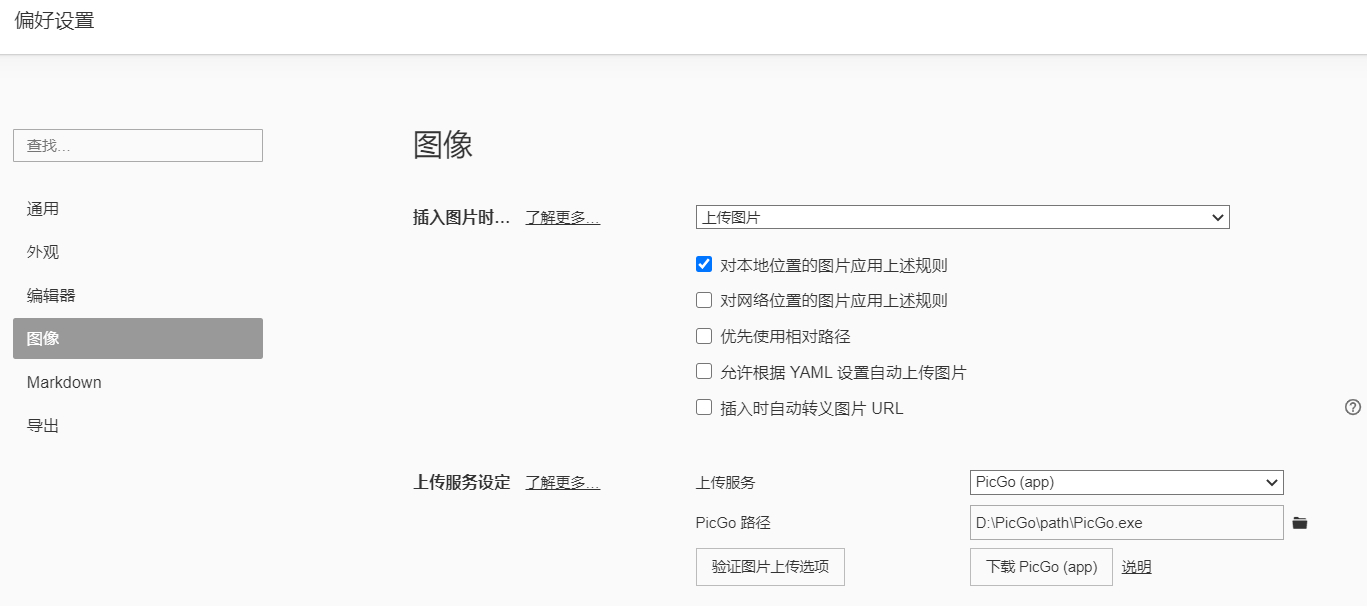 偏好设置
查找...
通用
外观
编辑器
图像
Markdown
导出
图像
插入图片时... 了解更多... 上传图片
对本地位置的图片应用上述规则
对网络位置的图片应用上述规则
优先使用相对路径
允许根据 YAML 设置自动上传图片
插入时自动转义图片 URL
上传服务设定 了解更多... 上传服务 PicGo (app)
PicGo 路径 D:\PicGo\path\PicGo.exe
验证图片上传选项 下载 PicGo (app) 说明